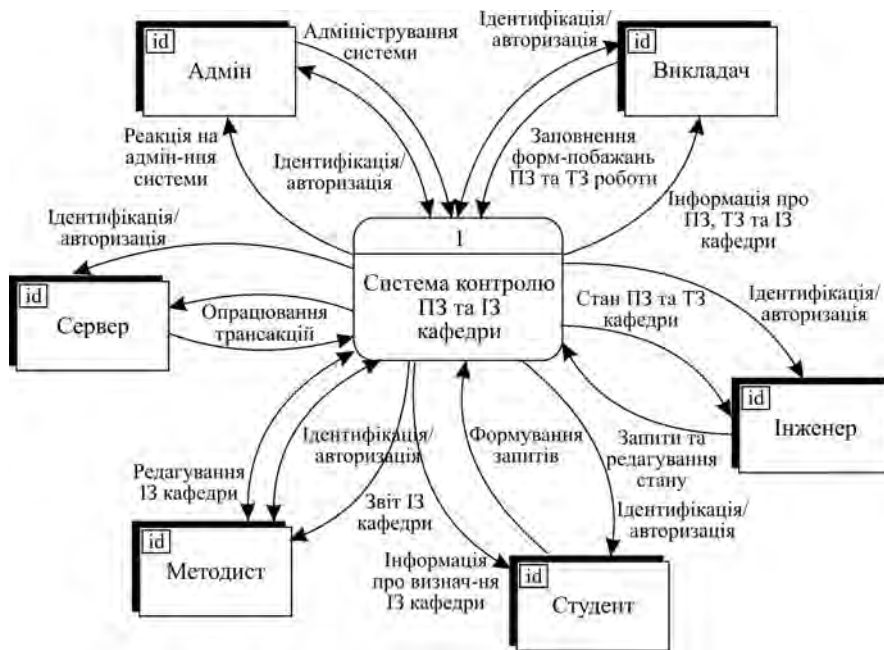 id
Адмін
Адміністрування
системи
Ідентифікація/
авторизація
id
Викладач
Реакція на
адмін-ння
системи
Ідентифікація/
авторизація
Заповнення
форм-побажань
ПЗ та ТЗ роботи
Інформація про
ПЗ, ТЗ та ІЗ
кафедри
Ідентифікація/
авторизація
1
Система контролю
ПЗ та ІЗ
кафедри
id
Сервер
Опрацювання
трансакцій
Стан ПЗ та ТЗ
кафедри
Ідентифікація/
авторизація
id
Інженер
Запити та
редагування
стану
Редагування
ІЗ кафедри
Ідентифікація/
авторизація
Формування
запитів
Звіт ІЗ
кафедри
Ідентифікація/
авторизація
id
Методист
Інформація
про визнач-ня
ІЗ кафедри
id
Студент